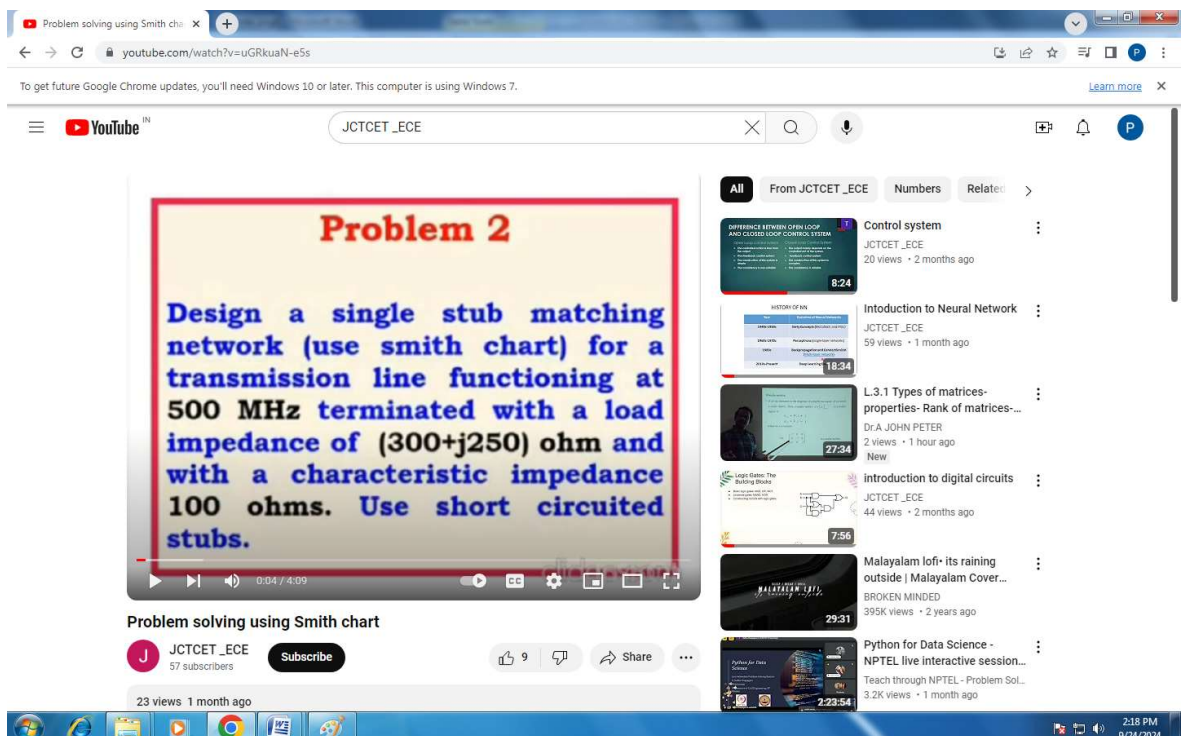 Problem solving using Smith cha
youtube.com/watch?v=uGRkuaN-e5s
P
To get future Google Chrome updates, you'll need Windows 10 or later. This computer is using Windows 7.
Learn more
YouTube IN
JCTCET _ECE
P
Problem 2
Design a single stub matching
network (use smith chart) for a
transmission line functioning at
500 MHz terminated with a load
impedance of (300+j250) ohm and
with a characteristic impedance
100 ohms. Use short circuited
stubs.
0:04 / 4:09
CC
Problem solving using Smith chart
J
JCTCET _ECE
57 subscribers
Subscribe
9
Share
23 views 1 month ago
All
From JCTCET _ECE
Numbers
Related
DIFFERENCE BETWEEN OPEN LOOP
AND CLOSED LOOP CONTROL SYSTEM
T
8:24
Control system
JCTCET _ECE
20 views • 2 months ago
HISTORY OF NN
18:34
Intoduction to Neural Network
JCTCET _ECE
59 views • 1 month ago
27:34
L.3.1 Types of matrices-
properties- Rank of matrices-...
Dr.A JOHN PETER
2 views • 1 hour ago
New
Logic Gates: The
Building Blocks
7:56
introduction to digital circuits
JCTCET _ECE
44 views • 2 months ago
MALAYALAM LOFI
29:31
Malayalam lofi- its raining
outside | Malayalam Cover...
BROKEN MINDED
395K views • 2 years ago
Python for Data
Science
2:23:54
Python for Data Science -
NPTEL live interactive session...
Teach through NPTEL - Problem Sol...
3.2K views • 1 month ago
2:18 PM
9/24/2024